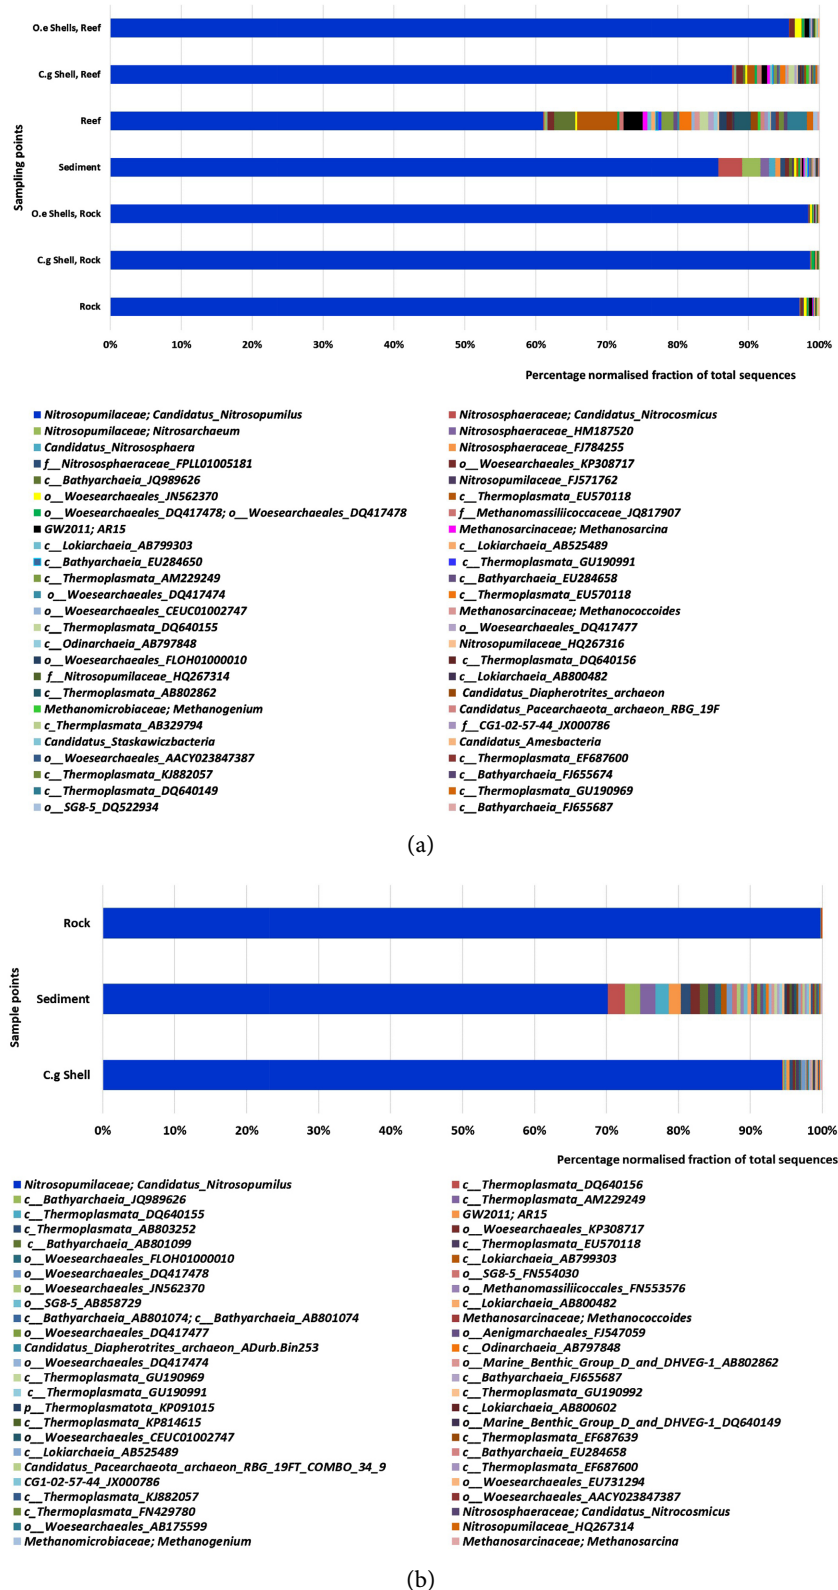 O.e Shells, Reef
C.g Shell, Reef
Reef
Sediment
O.e Shells, Rock
C.g Shell, Rock
Rock
Sampling points
0% 10% 20% 30% 40% 50% 60% 70% 80% 90% 100%
Percentage normalised fraction of total sequences
Nitrosopumilaceae; Candidatus_Nitrosopumilus
Nitrososphaeraceae; Candidatus_Nitrocosmicus
Nitrosopumilaceae; Nitrosarchaeum
Nitrososphaeraceae_HM187520
Candidatus_Nitrososphaera
Nitrososphaeraceae_FJ784255
f__Nitrososphaeraceae_FPLL01005181
o__Woesearchaeales_KP308717
c__Bathyarchaeia_JQ989626
Nitrosopumilaceae_FJ571762
o__Woesearchaeales_JN562370
c__Thermoplasmata_EU570118
o__Woesearchaeales_DQ417478; o__Woesearchaeales_DQ417478
f__Methanomassiliicoccaceae_JQ817907
GW2011; AR15
Methanosarcinaceae; Methanosarcina
c__Lokiarchaeia_AB799303
c__Lokiarchaeia_AB525489
c__Bathyarchaeia_EU284650
c__Thermoplasmata_GU190991
c__Thermoplasmata_AM229249
c__Bathyarchaeia_EU284658
o__Woesearchaeales_DQ417474
c__Thermoplasmata_EU570118
o__Woesearchaeales_CEUC01002747
Methanosarcinaceae; Methanococcoides
c__Thermoplasmata_DQ640155
o__Woesearchaeales_DQ417477
c__Odinarchaeia_AB797848
Nitrosopumilaceae_HQ267316
o__Woesearchaeales_FLOH01000010
c__Thermoplasmata_DQ640156
f__Nitrosopumilaceae_HQ267314
c__Lokiarchaeia_AB800482
c__Thermoplasmata_AB802862
Candidatus_Diapherotrites_archaeon
Methanomicrobiaceae; Methanogenium
Candidatus_Pacearchaeota_archaeon_RBG_19F
c_Thermplasmata_AB329794
f__CG1-02-57-44_JX000786
Candidatus_Staskawiczbacteria
Candidatus_Amesbacteria
o__Woesearchaeales_AACY023847387
c__Thermoplasmata_EF687600
c__Thermoplasmata_KJ882057
c__Bathyarchaeia_FJ655674
c__Thermoplasmata_DQ640149
c__Thermoplasmata_GU190969
o__SG8-5_DQ522934
c__Bathyarchaeia_FJ655687
(a)
Rock
Sediment
C.g Shell
Sample points
0% 10% 20% 30% 40% 50% 60% 70% 80% 90% 100%
Percentage normalised fraction of total sequences
Nitrosopumilaceae; Candidatus_Nitrosopumilus
c__Thermoplasmata_DQ640156
c__Bathyarchaeia_JQ989626
c__Thermoplasmata_AM229249
c__Thermoplasmata_DQ640155
GW2011; AR15
c_Thermoplasmata_AB803252
o__Woesearchaeales_KP308717
c__Bathyarchaeia_AB801099
c__Thermoplasmata_EU570118
o__Woesearchaeales_FLOH01000010
c__Lokiarchaeia_AB799303
o__Woesearchaeales_DQ417478
o__SG8-5_FN554030
o__Woesearchaeales_JN562370
o__Methanomassiliicoccales_FN553576
o__SG8-5_AB858729
c__Lokiarchaeia_AB800482
c__Bathyarchaeia_AB801074; c__Bathyarchaeia_AB801074
Methanosarcinaceae; Methanococcoides
o__Woesearchaeales_DQ417477
o__Aenigmarchaeales_FJ547059
Candidatus_Diapherotrites_archaeon_ADurb.Bin253
c__Odinarchaeia_AB797848
o__Woesearchaeales_DQ417474
o__Marine_Benthic_Group_D_and_DHVEG-1_AB802862
c__Thermoplasmata_GU190969
c__Bathyarchaeia_FJ655687
c__Thermoplasmata_GU190991
c__Thermoplasmata_GU190992
p__Thermoplasmatota_KP091015
c__Lokiarchaeia_AB800602
c__Thermoplasmata_KP814615
o__Marine_Benthic_Group_D_and_DHVEG-1_DQ640149
o__Woesearchaeales_CEUC01002747
c__Thermoplasmata_EF687639
c__Lokiarchaeia_AB525489
c__Bathyarchaeia_EU284658
Candidatus_Pacearchaeota_archaeon_RBG_19FT_COMBO_34_9
c__Thermoplasmata_EF687600
CG1-02-57-44_JX000786
o__Woesearchaeales_EU731294
c__Thermoplasmata_KJ882057
o__Woesearchaeales_AACY023847387
c_Thermoplasmata_FN429780
Nitrososphaeraceae; Candidatus_Nitrocosmicus
o__Woesearchaeales_AB175599
Nitrosopumilaceae_HQ267314
Methanomicrobiaceae; Methanogenium
Methanosarcinaceae; Methanosarcina
(b)